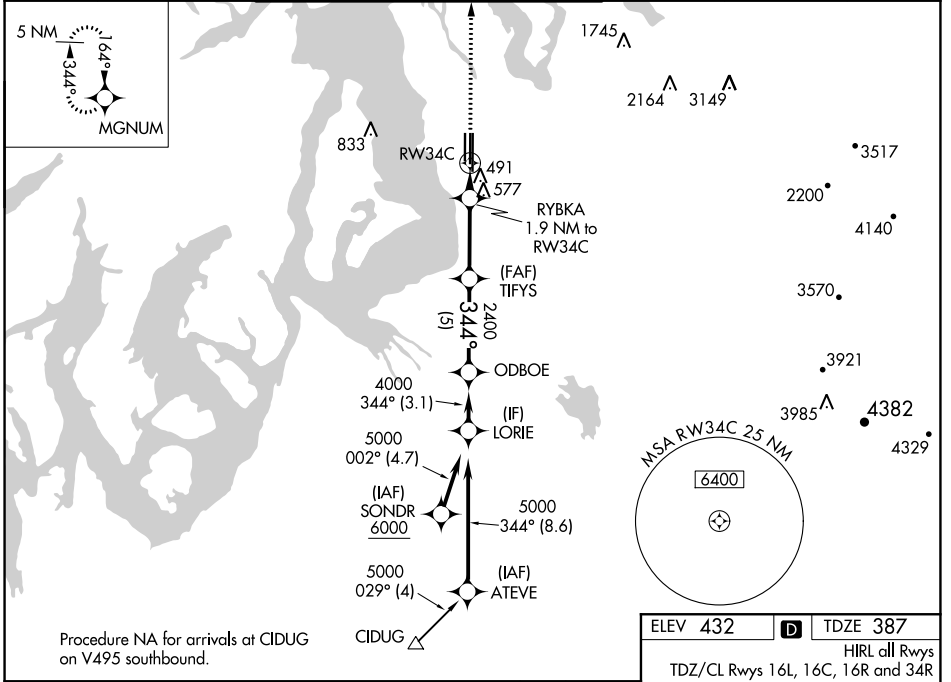 5 NM
164°
344°
MGNUM
1745
2164
3149
833
RW34C
491
577
3517
2200
4140
RYBKA
1.9 NM to
RW34C
(FAF)
TIFYS
2400
344°
(5)
3570
ODBOE
3921
4000
344° (3.1)
3985
4382
4329
(IF)
LORIE
5000
002° (4.7)
MSA RW34C 25 NM
6400
(IAF)
SONDR
6000
5000
344° (8.6)
(IAF)
ATEVE
5000
029° (4)
CIDUG
Procedure NA for arrivals at CIDUG
on V495 southbound.
ELEV 432 D TDZE 387
HIRL all Rwys
TDZ/CL Rwys 16L, 16C, 16R and 34R